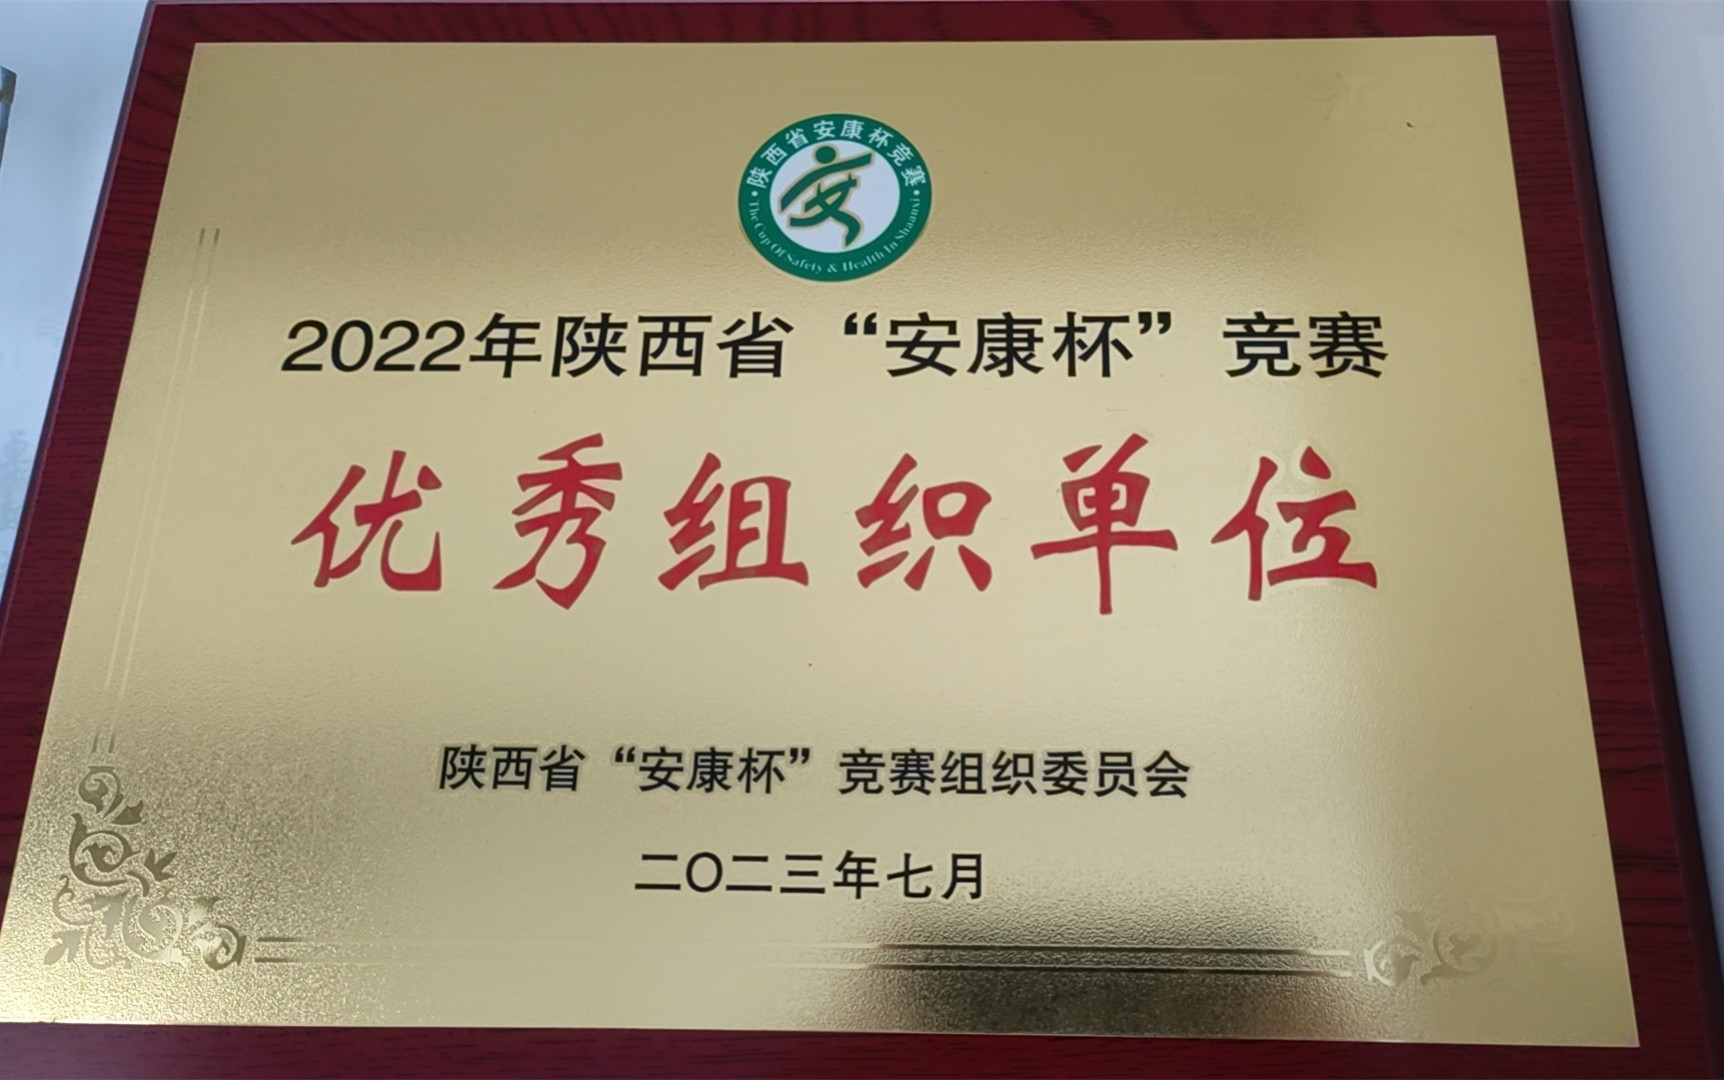 陕西省安康杯竞赛
The Cup Of Safety & Health In Shaanxi
2022年陕西省“安康杯”竞赛
优秀组织单位
陕西省“安康杯”竞赛组织委员会
二〇二三年七月